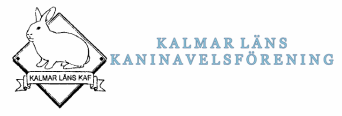 KALMAR LÄNS KAF
KALMAR LÄNS
KANINAVELSFÖRENING